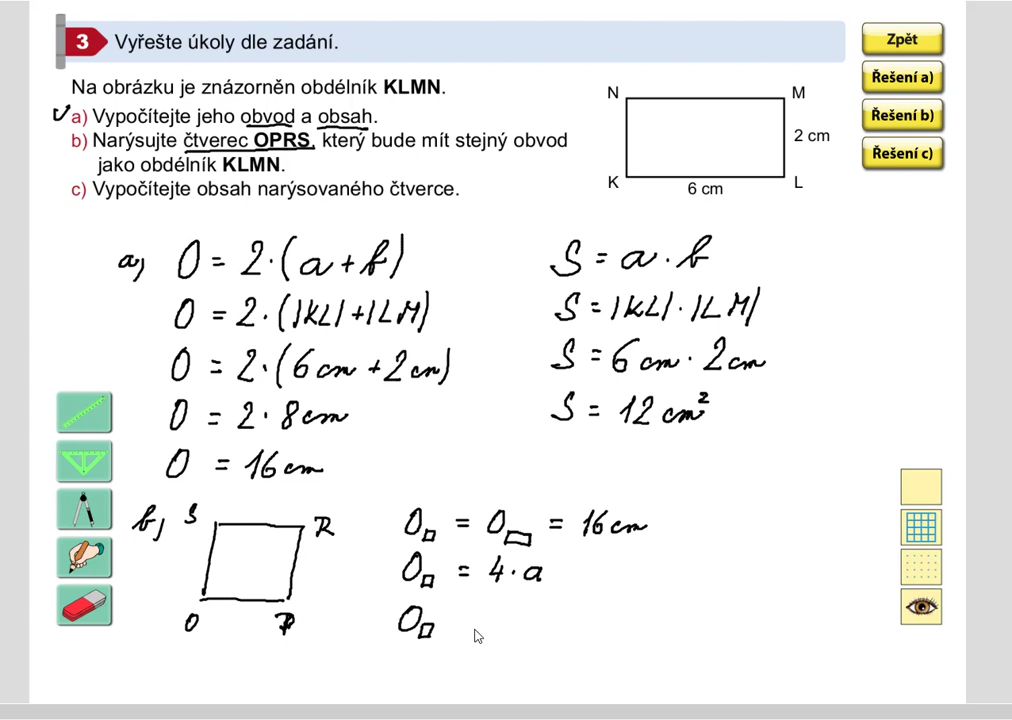 3 Vyřešte úkoly dle zadání.
Zpět
Řešení a)
Řešení b)
Řešení c)
Na obrázku je znázorněn obdélník KLMN.
a) Vypočítejte jeho obvod a obsah.
b) Narýsujte čtverec OPRS, který bude mít stejný obvod
jako obdélník KLMN.
c) Vypočítejte obsah narýsovaného čtverce.
N M
2 cm
K 6 cm L
a) O = 2·(a+b)
O = 2·(|KL|+|LM|)
O = 2·(6cm+2cm)
O = 2·8cm
O = 16cm
S = a·b
S = |KL|·|LM|
S = 6cm·2cm
S = 12cm²
b) S R
O P
O□ = O▭ = 16cm
O□ = 4·a
O□